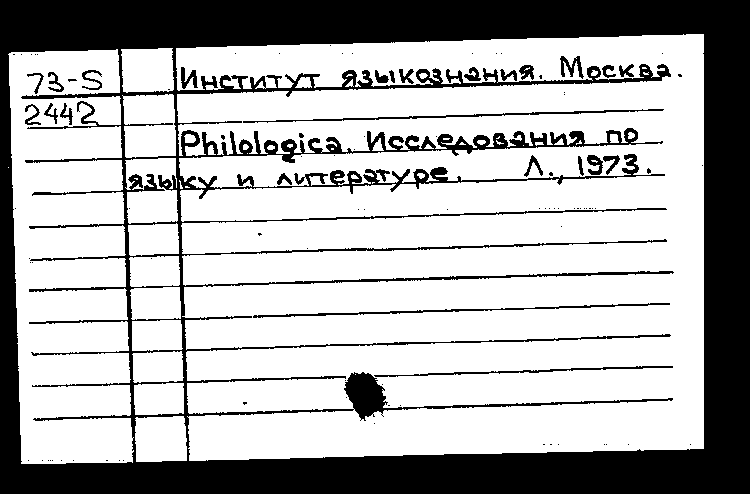 73-S
2442
Институт языкознания. Москва.
Philologica. Исследования по
языку и литературе. Л., 1973.